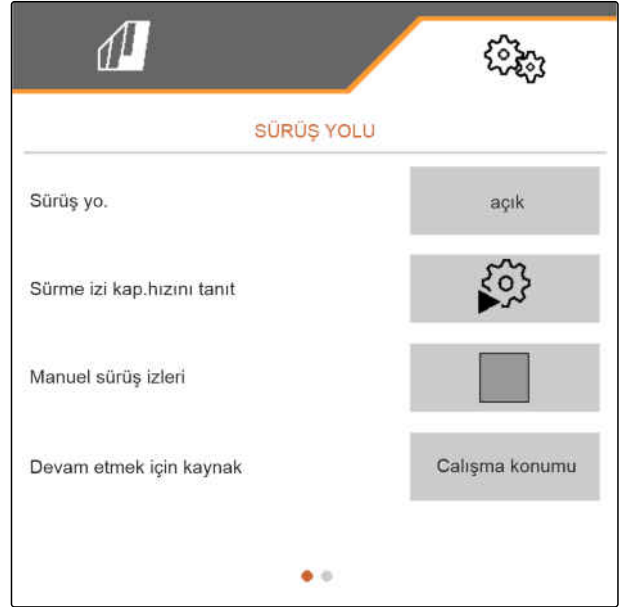 SÜRÜŞ YOLU
Sürüş yo.
açık
Sürme izi kap.hızını tanıt
Manuel sürüş izleri
Devam etmek için kaynak
Calışma konumu